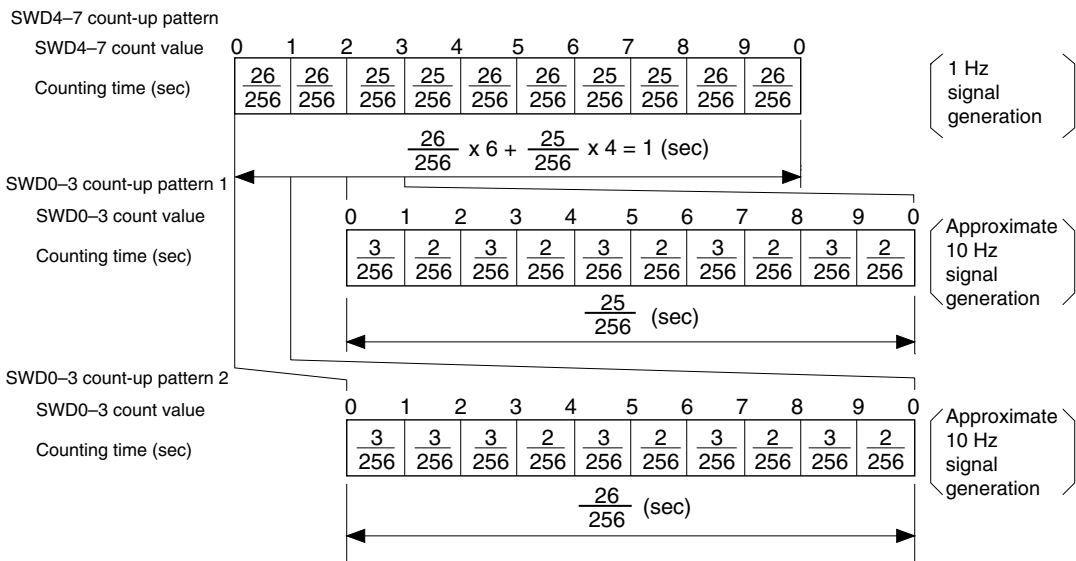 SWD4–7 count-up pattern
SWD4–7 count value 0 1 2 3 4 5 6 7 8 9 0
Counting time (sec) 26/256 26/256 25/256 25/256 26/256 26/256 25/256 25/256 26/256 26/256
1 Hz
signal
generation
26/256 x 6 + 25/256 x 4 = 1 (sec)
SWD0–3 count-up pattern 1
SWD0–3 count value 0 1 2 3 4 5 6 7 8 9 0
Counting time (sec) 3/256 2/256 3/256 2/256 3/256 2/256 3/256 2/256 3/256 2/256
Approximate
10 Hz
signal
generation
25/256 (sec)
SWD0–3 count-up pattern 2
SWD0–3 count value 0 1 2 3 4 5 6 7 8 9 0
Counting time (sec) 3/256 3/256 3/256 2/256 3/256 2/256 3/256 2/256 3/256 2/256
Approximate
10 Hz
signal
generation
26/256 (sec)